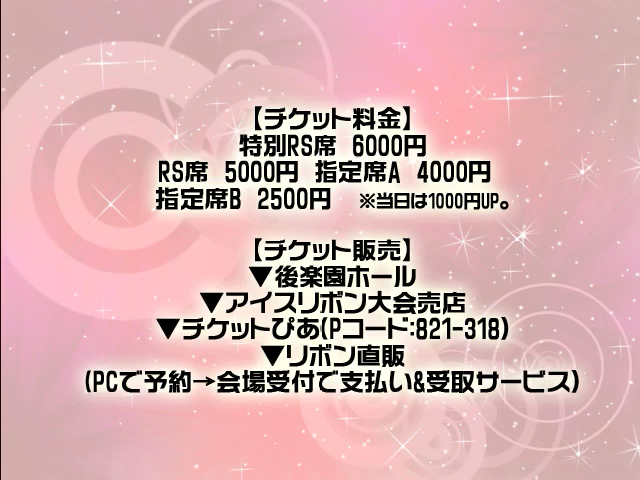 【チケット料金】
特別RS席 6000円
RS席 5000円 指定席A 4000円
指定席B 2500円 ※当日は1000円UP。
【チケット販売】
▼後楽園ホール
▼アイスリボン大会売店
▼チケットぴあ(Pコード:821-318)
▼リボン直販
(PCで予約→会場受付で支払い&受取サービス)